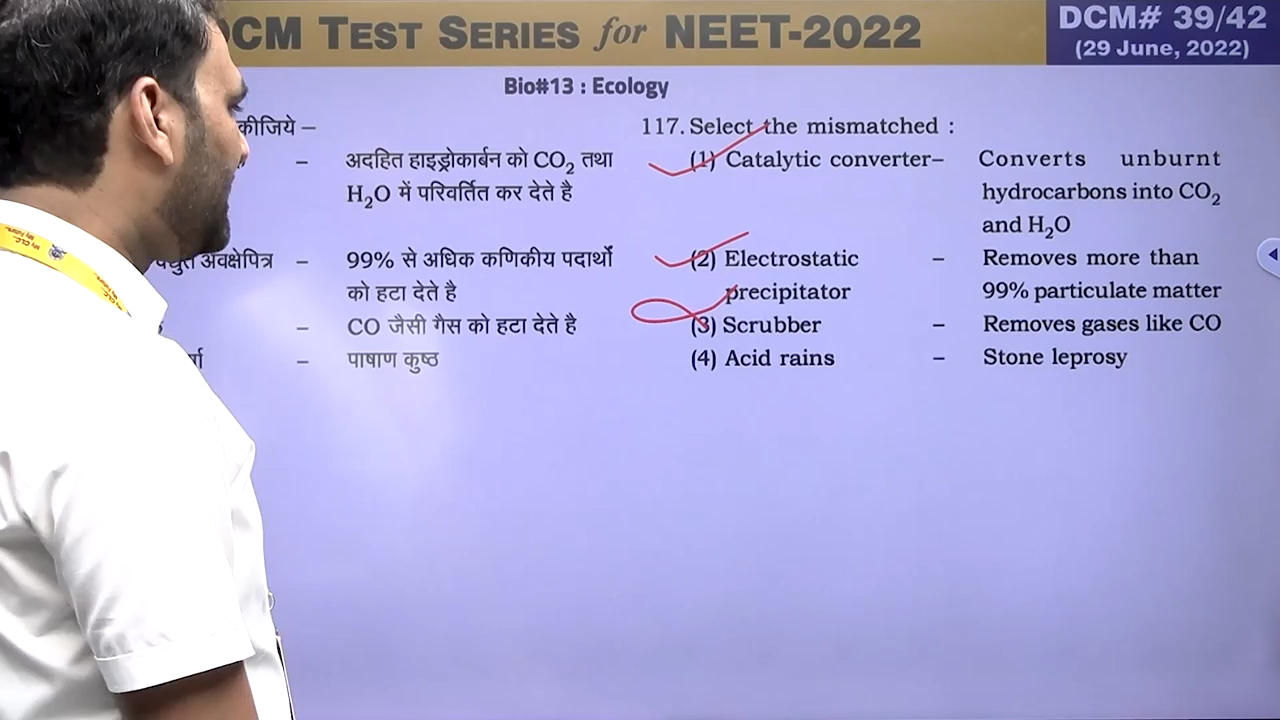 DCM TEST SERIES for NEET-2022
DCM# 39/42
(29 June, 2022)
Bio#13 : Ecology
कीजिये –
– अदहित हाइड्रोकार्बन को CO₂ तथा
H₂O में परिवर्तित कर देते है
अवक्षेपित्र – 99% से अधिक कणिकीय पदार्थों
को हटा देते है
– CO जैसी गैस को हटा देते है
– पाषाण कुष्ठ
117. Select the mismatched :
(1) Catalytic converter– Converts unburnt
hydrocarbons into CO₂
and H₂O
(2) Electrostatic – Removes more than
precipitator 99% particulate matter
(3) Scrubber – Removes gases like CO
(4) Acid rains – Stone leprosy